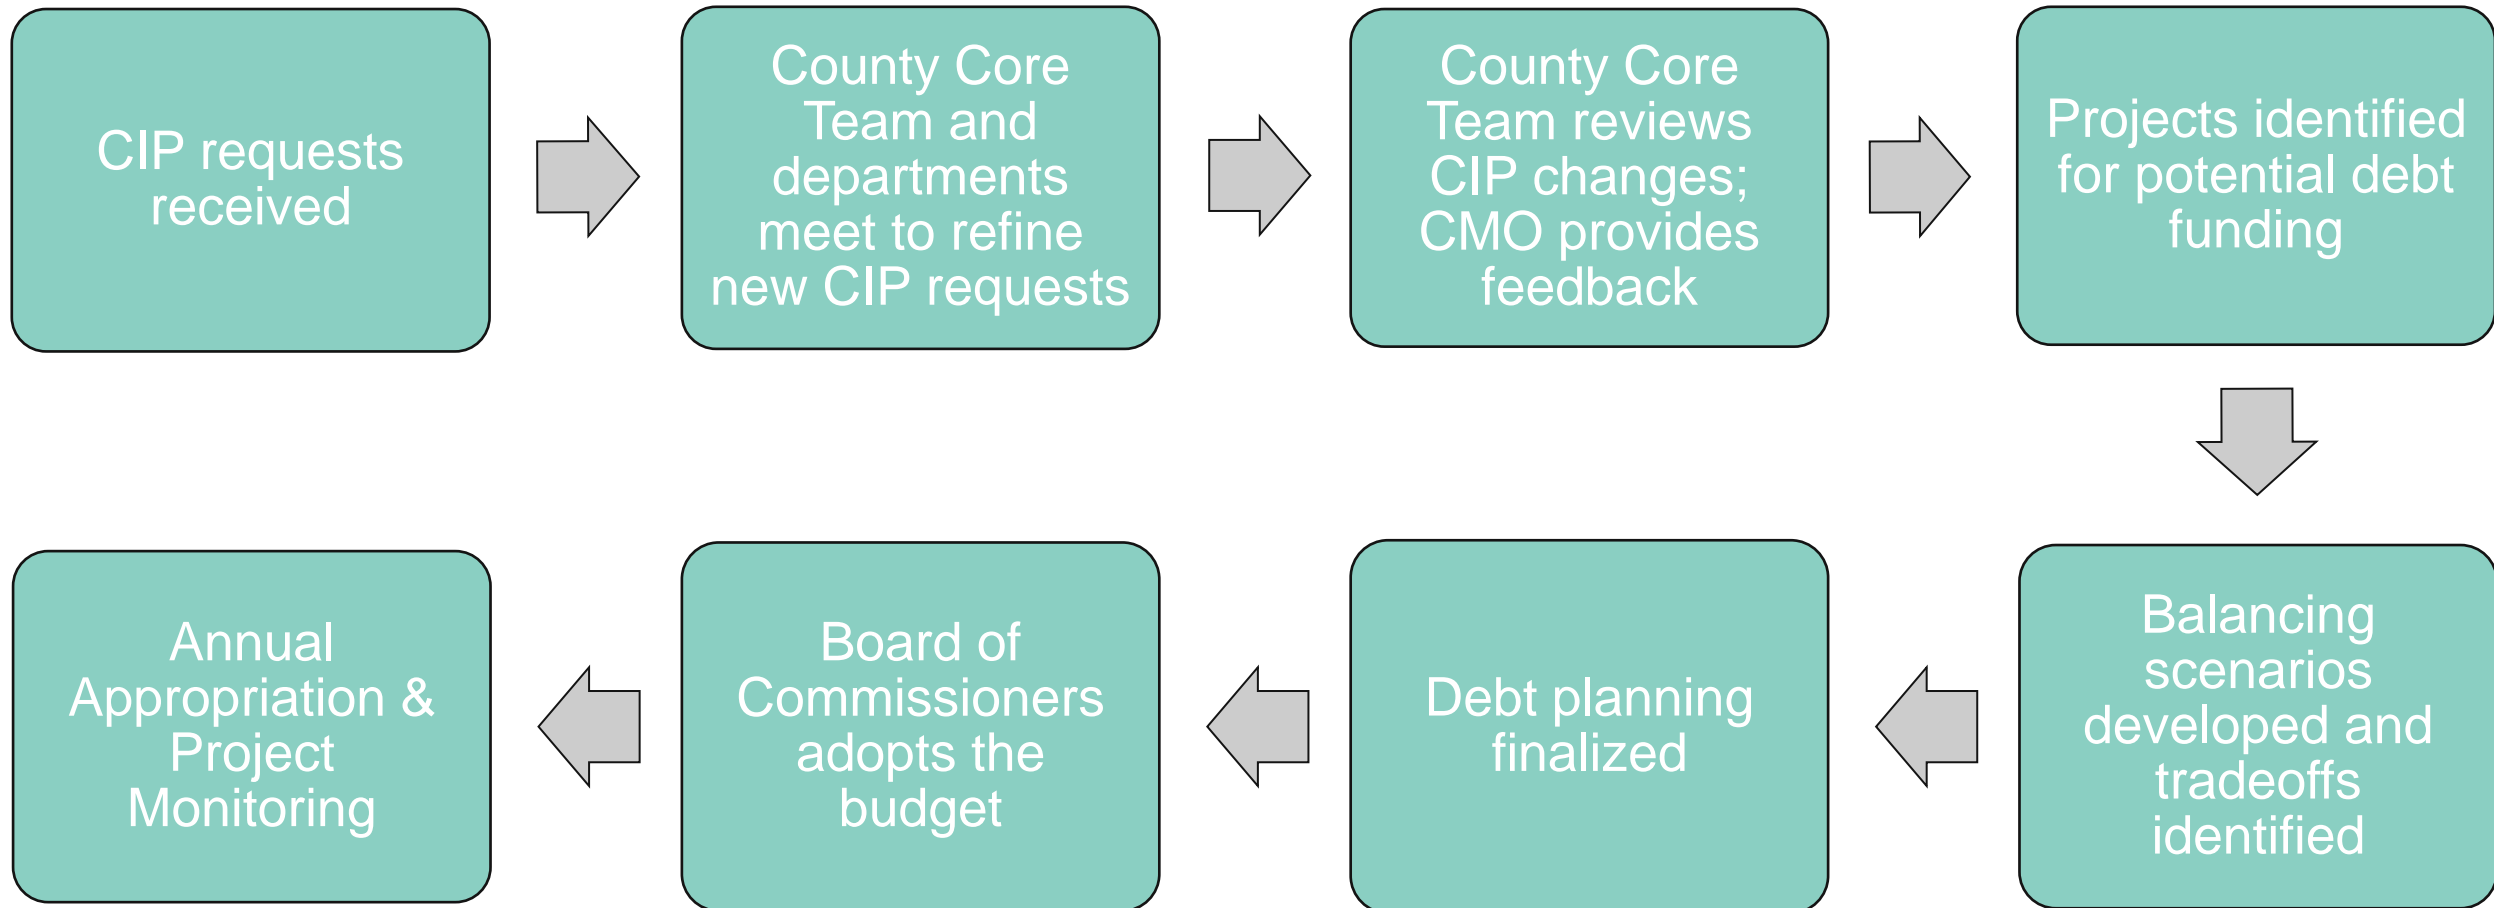 CIP requests
received
County Core
Team and
departments
meet to refine
new CIP requests
County Core
Team reviews
CIP changes;
CMO provides
feedback
Projects identified
for potential debt
funding
Balancing
scenarios
developed and
tradeoffs
identified
Debt planning
finalized
Board of
Commissioners
adopts the
budget
Annual
Appropriation &
Project
Monitoring